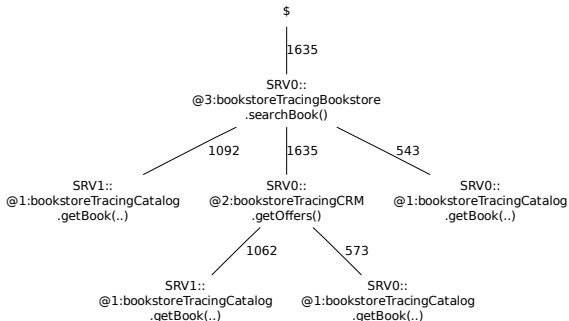 $
1635
SRV0::
@3:bookstoreTracingBookstore
.searchBook()
1092
1635
543
SRV1::
@1:bookstoreTracingCatalog
.getBook(..)
SRV0::
@2:bookstoreTracingCRM
.getOffers()
SRV0::
@1:bookstoreTracingCatalog
.getBook(..)
1062
573
SRV1::
@1:bookstoreTracingCatalog
.getBook(..)
SRV0::
@1:bookstoreTracingCatalog
.getBook(..)